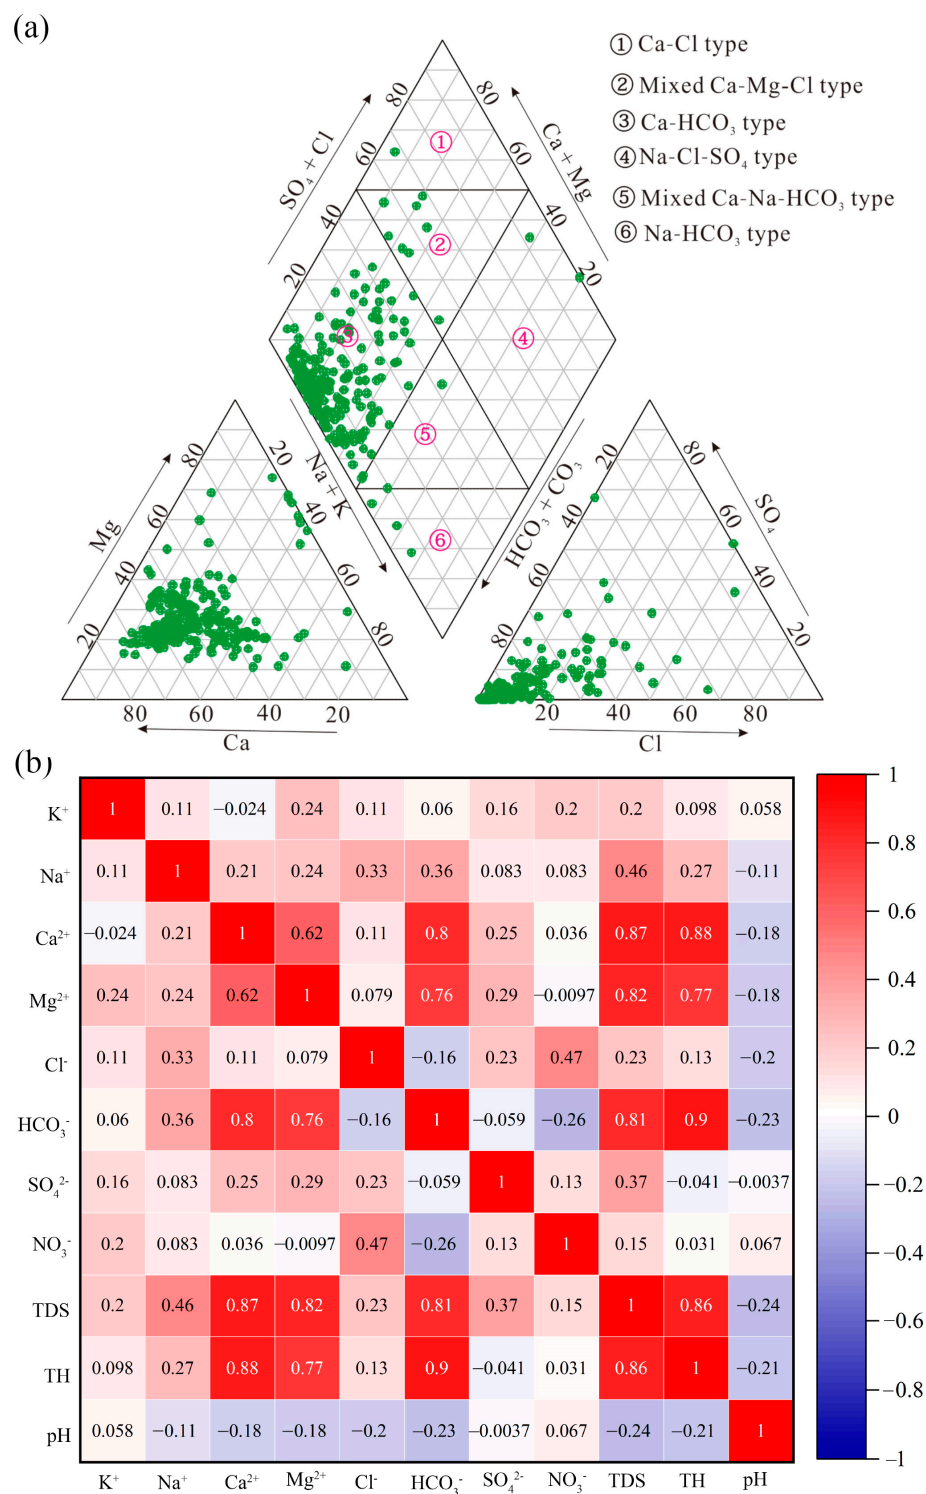 (a)
① Ca-Cl type
② Mixed Ca-Mg-Cl type
③ Ca-HCO₃ type
④ Na-Cl-SO₄ type
⑤ Mixed Ca-Na-HCO₃ type
⑥ Na-HCO₃ type
SO₄ + Cl
Ca + Mg
80 80
60 60
40 40
20 20
① ② ③ ④ ⑤ ⑥
Na + K
HCO₃ + CO₃
Mg
SO₄
80 20
60 40
40 60
20 80
80 60 40 20
Ca
20 80
40 60
60 40
80 20
20 40 60 80
Cl
(b)
K⁺ 1 0.11 −0.024 0.24 0.11 0.06 0.16 0.2 0.2 0.098 0.058
Na⁺ 0.11 1 0.21 0.24 0.33 0.36 0.083 0.083 0.46 0.27 −0.11
Ca²⁺ −0.024 0.21 1 0.62 0.11 0.8 0.25 0.036 0.87 0.88 −0.18
Mg²⁺ 0.24 0.24 0.62 1 0.079 0.76 0.29 −0.0097 0.82 0.77 −0.18
Cl⁻ 0.11 0.33 0.11 0.079 1 −0.16 0.23 0.47 0.23 0.13 −0.2
HCO₃⁻ 0.06 0.36 0.8 0.76 −0.16 1 −0.059 −0.26 0.81 0.9 −0.23
SO₄²⁻ 0.16 0.083 0.25 0.29 0.23 −0.059 1 0.13 0.37 −0.041 −0.0037
NO₃⁻ 0.2 0.083 0.036 −0.0097 0.47 −0.26 0.13 1 0.15 0.031 0.067
TDS 0.2 0.46 0.87 0.82 0.23 0.81 0.37 0.15 1 0.86 −0.24
TH 0.098 0.27 0.88 0.77 0.13 0.9 −0.041 0.031 0.86 1 −0.21
pH 0.058 −0.11 −0.18 −0.18 −0.2 −0.23 −0.0037 0.067 −0.24 −0.21 1
K⁺ Na⁺ Ca²⁺ Mg²⁺ Cl⁻ HCO₃⁻ SO₄²⁻ NO₃⁻ TDS TH pH
1
0.8
0.6
0.4
0.2
0
−0.2
−0.4
−0.6
−0.8
−1